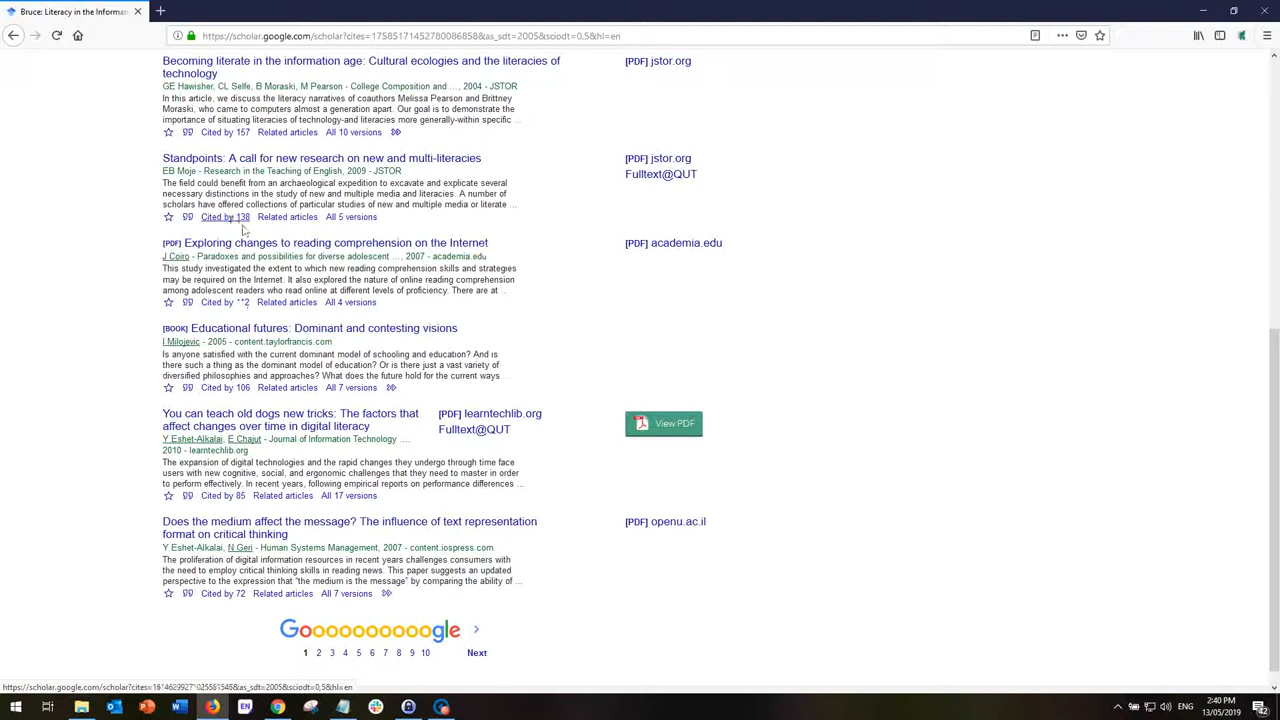 Bruce: Literacy in the Informa
https://scholar.google.com/scholar?cites=17585171452780086858&as_sdt=2005&sciodt=0,5&hl=en
Becoming literate in the information age: Cultural ecologies and the literacies of
technology
[PDF] jstor.org
GE Hawisher, CL Selfe, B Moraski, M Pearson - College Composition and …, 2004 - JSTOR
In this article, we discuss the literacy narratives of coauthors Melissa Pearson and Brittney
Moraski, who came to computers almost a generation apart. Our goal is to demonstrate the
importance of situating literacies of technology-and literacies more generally-within specific …
Cited by 157 Related articles All 10 versions
Standpoints: A call for new research on new and multi-literacies
[PDF] jstor.org
Fulltext@QUT
EB Moje - Research in the Teaching of English, 2009 - JSTOR
The field could benefit from an archaeological expedition to excavate and explicate several
necessary distinctions in the study of new and multiple media and literacies. A number of
scholars have offered collections of particular studies of new and multiple media or literate …
Cited by 138 Related articles All 5 versions
[PDF] Exploring changes to reading comprehension on the Internet
[PDF] academia.edu
J Coiro - Paradoxes and possibilities for diverse adolescent …, 2007 - academia.edu
This study investigated the extent to which new reading comprehension skills and strategies
may be required on the Internet. It also explored the nature of online reading comprehension
among adolescent readers who read online at different levels of proficiency. There are at …
Cited by Related articles All 4 versions
[BOOK] Educational futures: Dominant and contesting visions
I Milojevic - 2005 - content.taylorfrancis.com
Is anyone satisfied with the current dominant model of schooling and education? And is
there such a thing as the dominant model of education? Or is there just a vast variety of
diversified philosophies and approaches? What does the future hold for the current ways …
Cited by 106 Related articles All 7 versions
You can teach old dogs new tricks: The factors that
affect changes over time in digital literacy
[PDF] learntechlib.org
Fulltext@QUT
View PDF
Y Eshet-Alkalai, E Chajut - Journal of Information Technology …,
2010 - learntechlib.org
The expansion of digital technologies and the rapid changes they undergo through time face
users with new cognitive, social, and ergonomic challenges that they need to master in order
to perform effectively. In recent years, following empirical reports on performance differences …
Cited by 85 Related articles All 17 versions
Does the medium affect the message? The influence of text representation
format on critical thinking
[PDF] openu.ac.il
Y Eshet-Alkalai, N Geri - Human Systems Management, 2007 - content.iospress.com
The proliferation of digital information resources in recent years challenges consumers with
the need to employ critical thinking skills in reading news. This paper suggests an updated
perspective to the expression that "the medium is the message" by comparing the ability of …
Cited by 72 Related articles All 7 versions
Gooooooooogle
1 2 3 4 5 6 7 8 9 10 Next
ENG
2:40 PM
13/05/2019
42